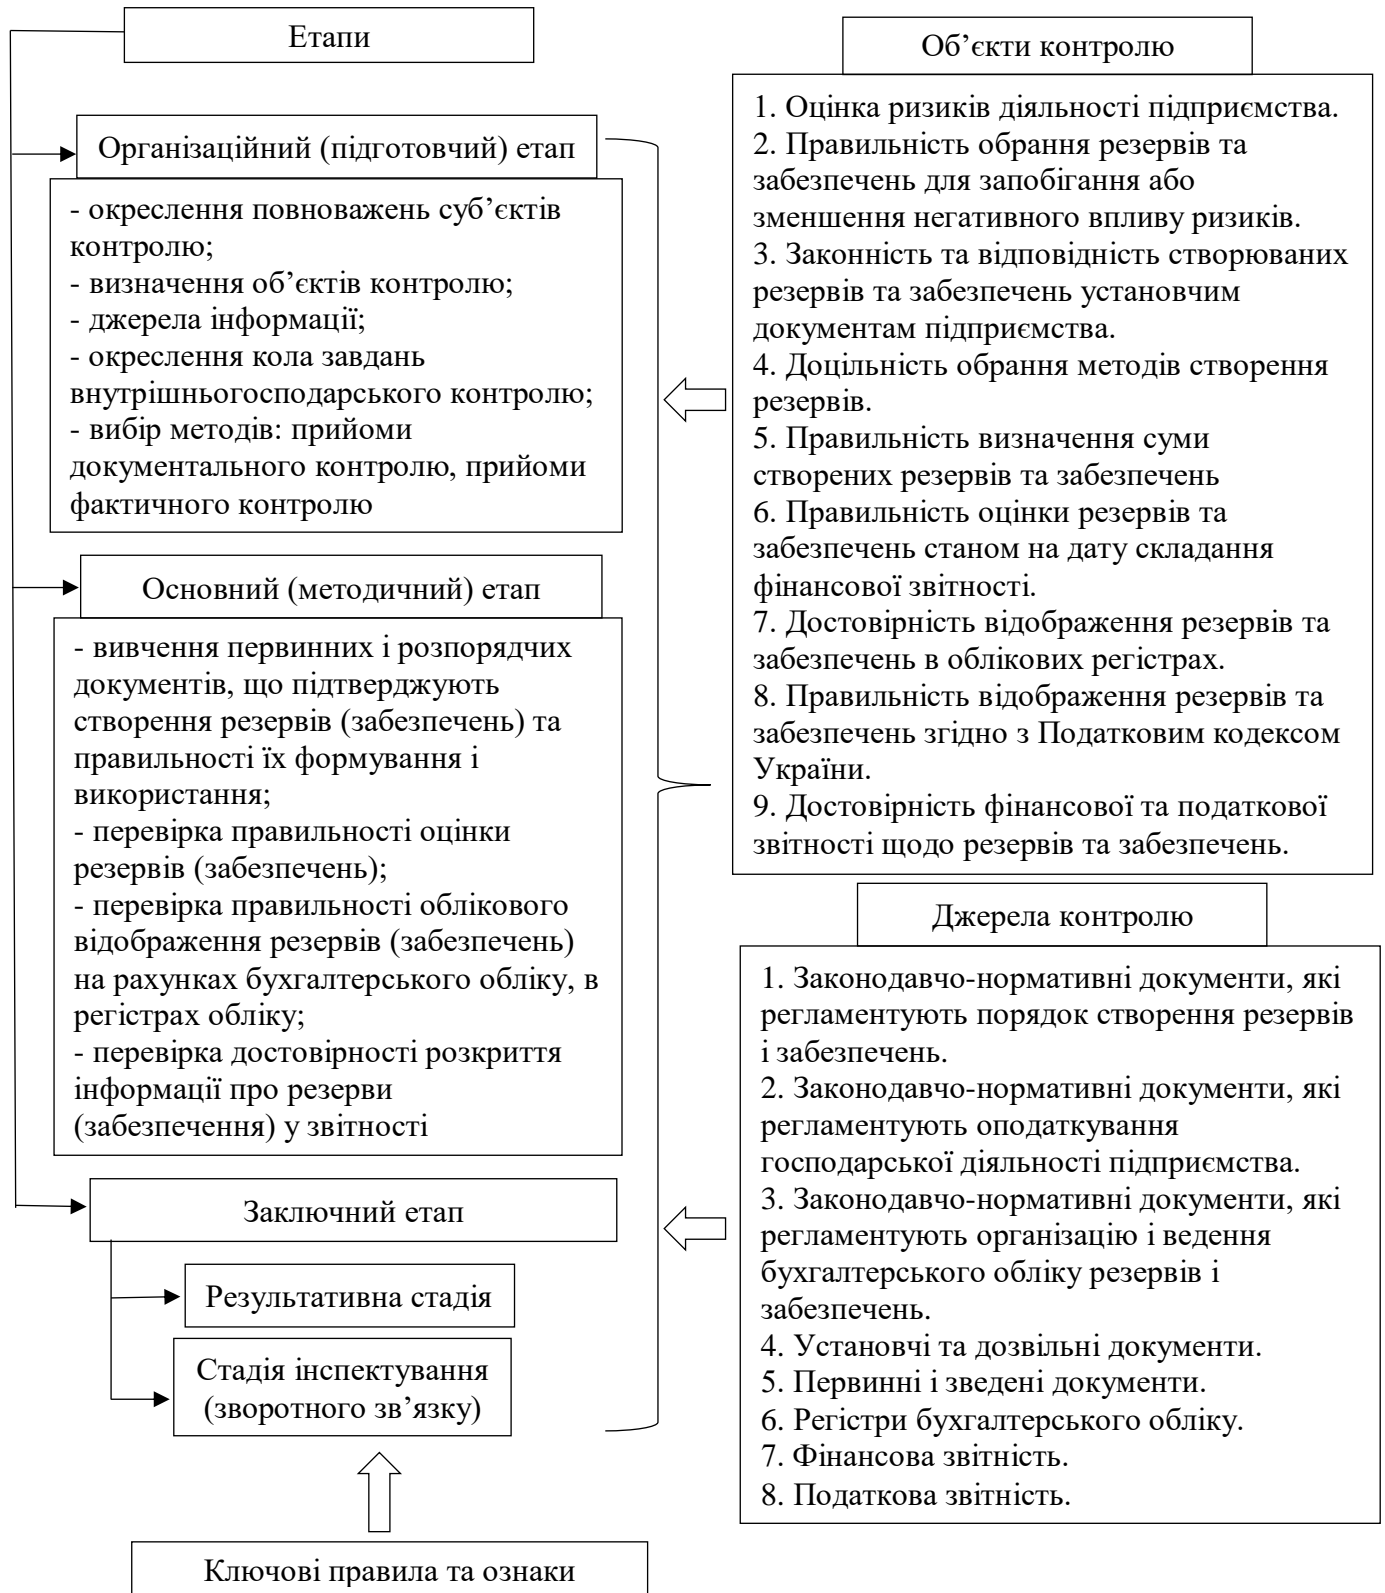 Етапи
Організаційний (підготовчий) етап
- окреслення повноважень суб’єктів
контролю;
- визначення об’єктів контролю;
- джерела інформації;
- окреслення кола завдань
внутрішньогосподарського контролю;
- вибір методів: прийоми
документального контролю, прийоми
фактичного контролю
Основний (методичний) етап
- вивчення первинних і розпорядчих
документів, що підтверджують
створення резервів (забезпечень) та
правильності їх формування і
використання;
- перевірка правильності оцінки
резервів (забезпечень);
- перевірка правильності облікового
відображення резервів (забезпечень)
на рахунках бухгалтерського обліку, в
регістрах обліку;
- перевірка достовірності розкриття
інформації про резерви
(забезпечення) у звітності
Заключний етап
Результативна стадія
Стадія інспектування
(зворотного зв’язку)
Ключові правила та ознаки
Об’єкти контролю
1. Оцінка ризиків діяльності підприємства.
2. Правильність обрання резервів та
забезпечень для запобігання або
зменшення негативного впливу ризиків.
3. Законність та відповідність створюваних
резервів та забезпечень установчим
документам підприємства.
4. Доцільність обрання методів створення
резервів.
5. Правильність визначення суми
створених резервів та забезпечень
6. Правильність оцінки резервів та
забезпечень станом на дату складання
фінансової звітності.
7. Достовірність відображення резервів та
забезпечень в облікових регістрах.
8. Правильність відображення резервів та
забезпечень згідно з Податковим кодексом
України.
9. Достовірність фінансової та податкової
звітності щодо резервів та забезпечень.
Джерела контролю
1. Законодавчо-нормативні документи, які
регламентують порядок створення резервів
і забезпечень.
2. Законодавчо-нормативні документи, які
регламентують оподаткування
господарської діяльності підприємства.
3. Законодавчо-нормативні документи, які
регламентують організацію і ведення
бухгалтерського обліку резервів і
забезпечень.
4. Установчі та дозвільні документи.
5. Первинні і зведені документи.
6. Регістри бухгалтерського обліку.
7. Фінансова звітність.
8. Податкова звітність.